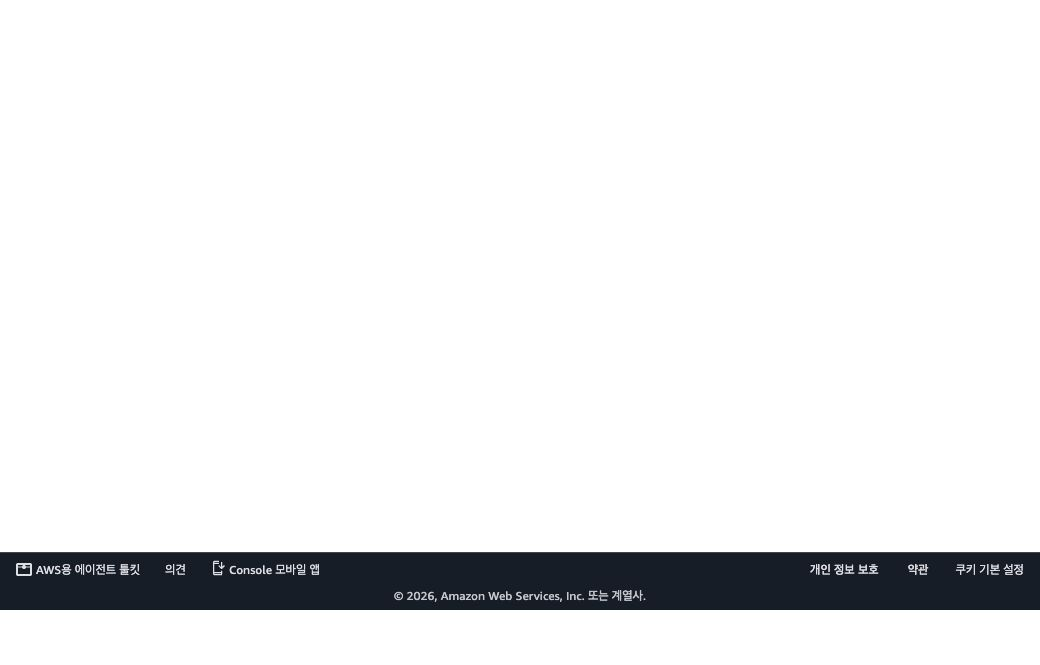 AWS용 에이전트 툴킷 의견 Console 모바일 앱 개인 정보 보호 약관 쿠키 기본 설정
© 2026, Amazon Web Services, Inc. 또는 계열사.